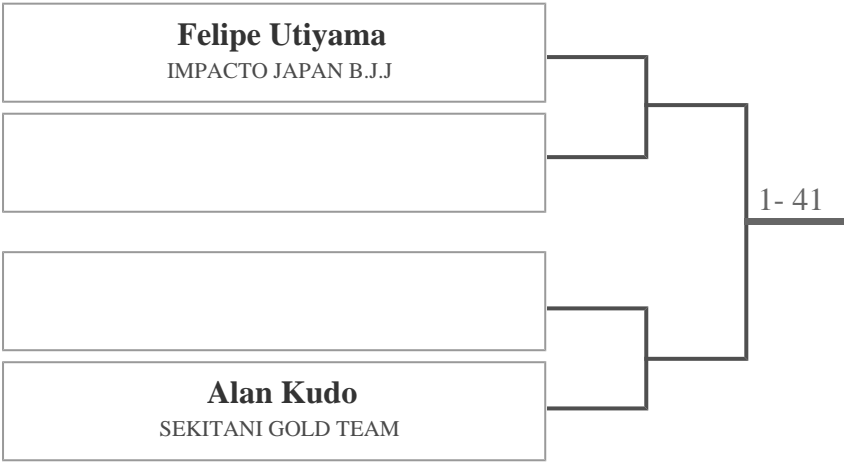 Felipe Utiyama
IMPACTO JAPAN B.J.J
1- 41
Alan Kudo
SEKITANI GOLD TEAM